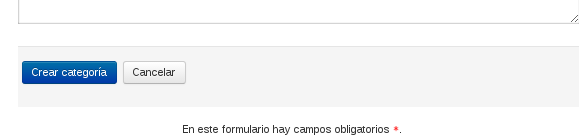 Crear categoría Cancelar
En este formulario hay campos obligatorios *.